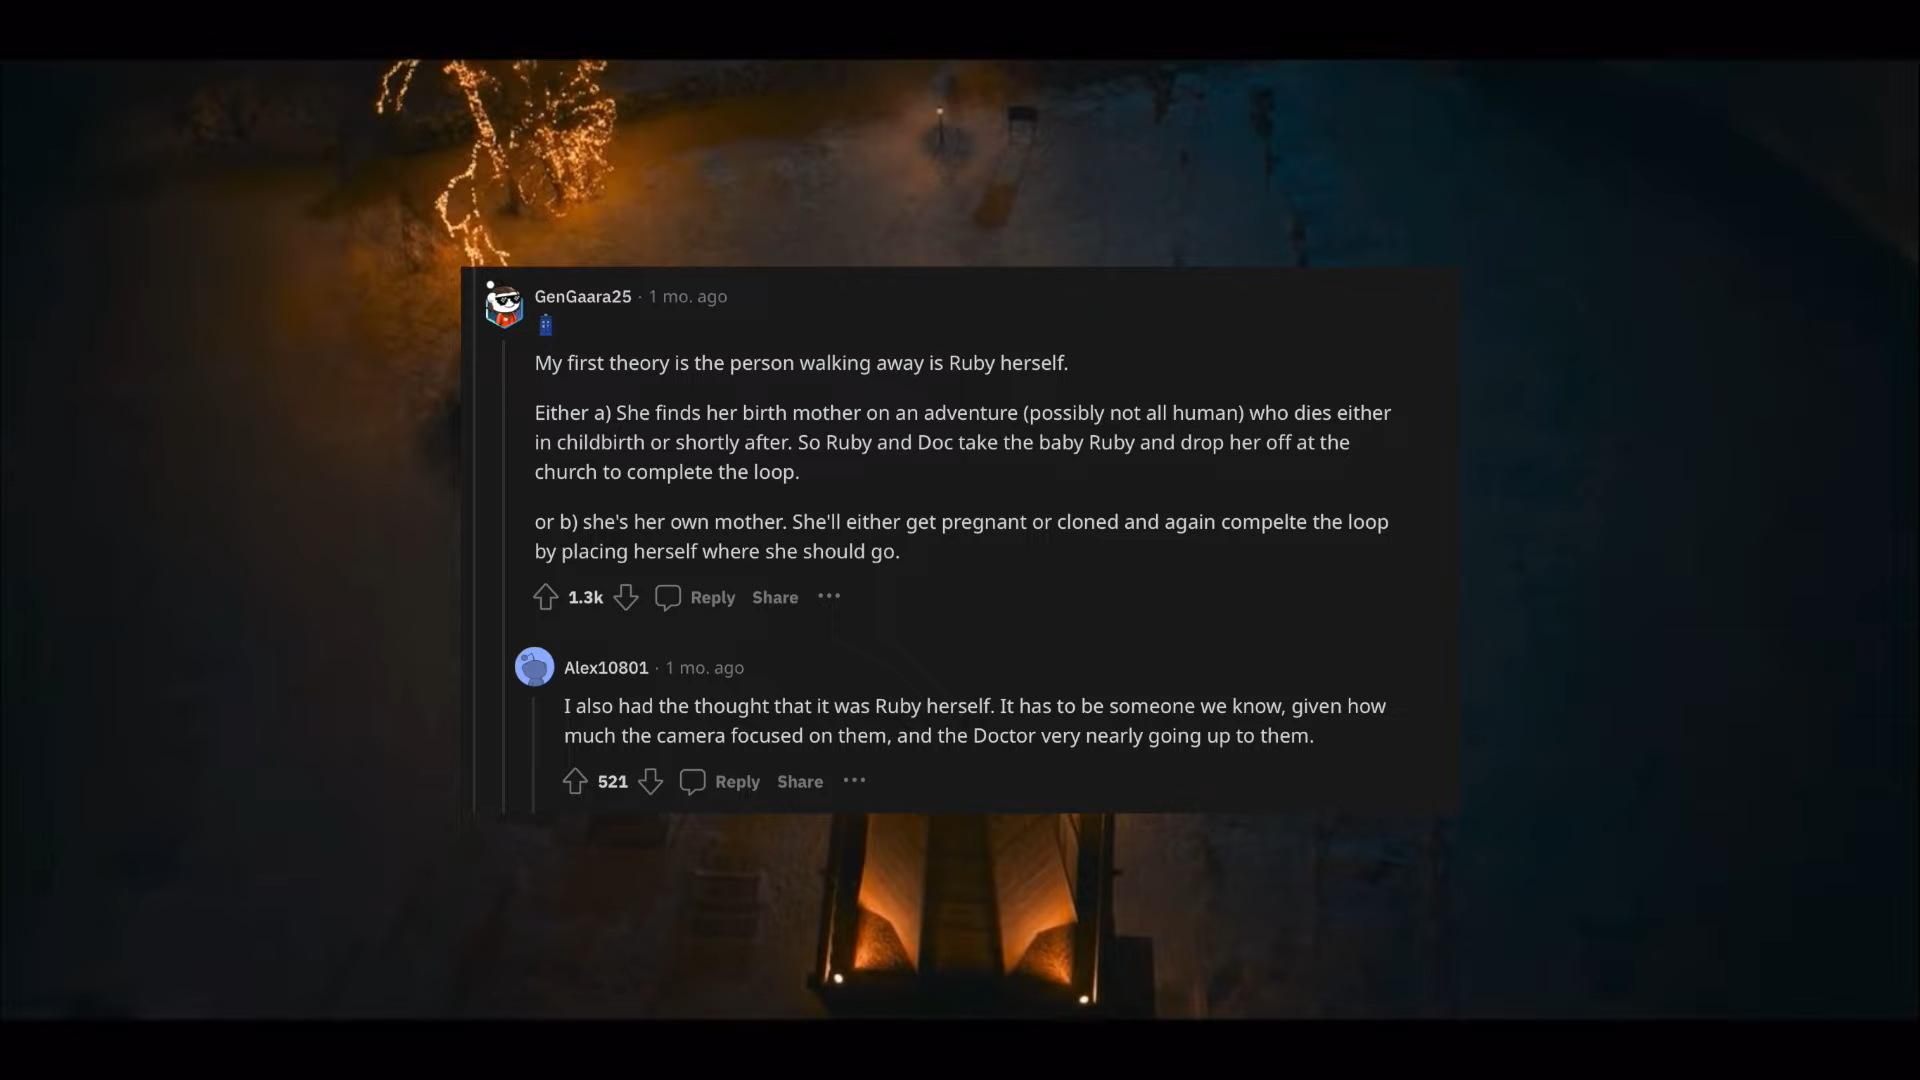 GenGaara25 · 1 mo. ago
My first theory is the person walking away is Ruby herself.
Either a) She finds her birth mother on an adventure (possibly not all human) who dies either
in childbirth or shortly after. So Ruby and Doc take the baby Ruby and drop her off at the
church to complete the loop.
or b) she's her own mother. She'll either get pregnant or cloned and again compelte the loop
by placing herself where she should go.
1.3k Reply Share ···
Alex10801 · 1 mo. ago
I also had the thought that it was Ruby herself. It has to be someone we know, given how
much the camera focused on them, and the Doctor very nearly going up to them.
521 Reply Share ···